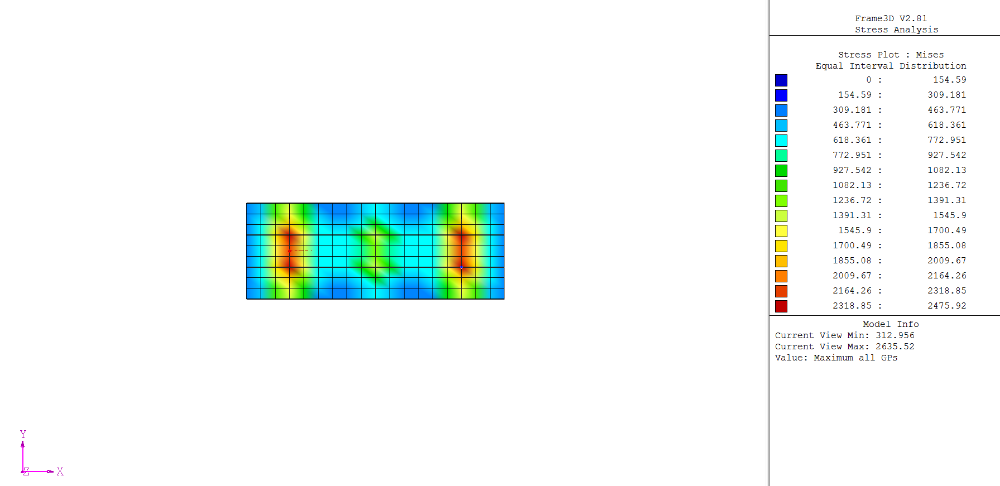 Frame3D V2.81
Stress Analysis
Stress Plot : Mises
Equal Interval Distribution
0 : 154.59
154.59 : 309.181
309.181 : 463.771
463.771 : 618.361
618.361 : 772.951
772.951 : 927.542
927.542 : 1082.13
1082.13 : 1236.72
1236.72 : 1391.31
1391.31 : 1545.9
1545.9 : 1700.49
1700.49 : 1855.08
1855.08 : 2009.67
2009.67 : 2164.26
2164.26 : 2318.85
2318.85 : 2475.92
Model Info
Current View Min: 312.956
Current View Max: 2635.52
Value: Maximum all GPs
Y
Z X